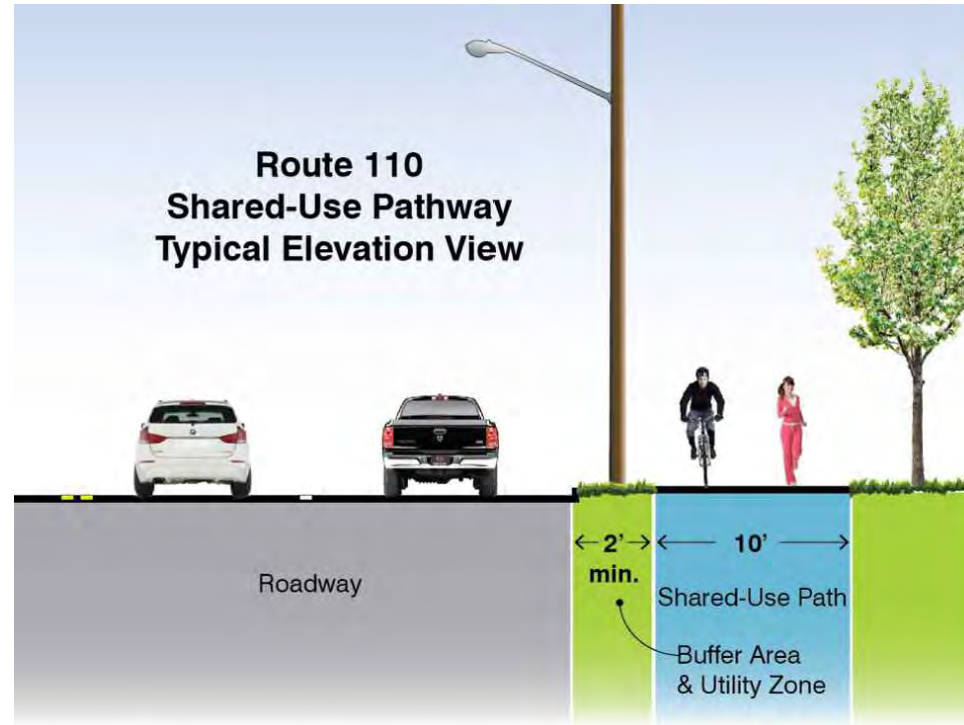 Route 110
Shared-Use Pathway
Typical Elevation View
Roadway
2'
min.
10'
Shared-Use Path
Buffer Area
& Utility Zone